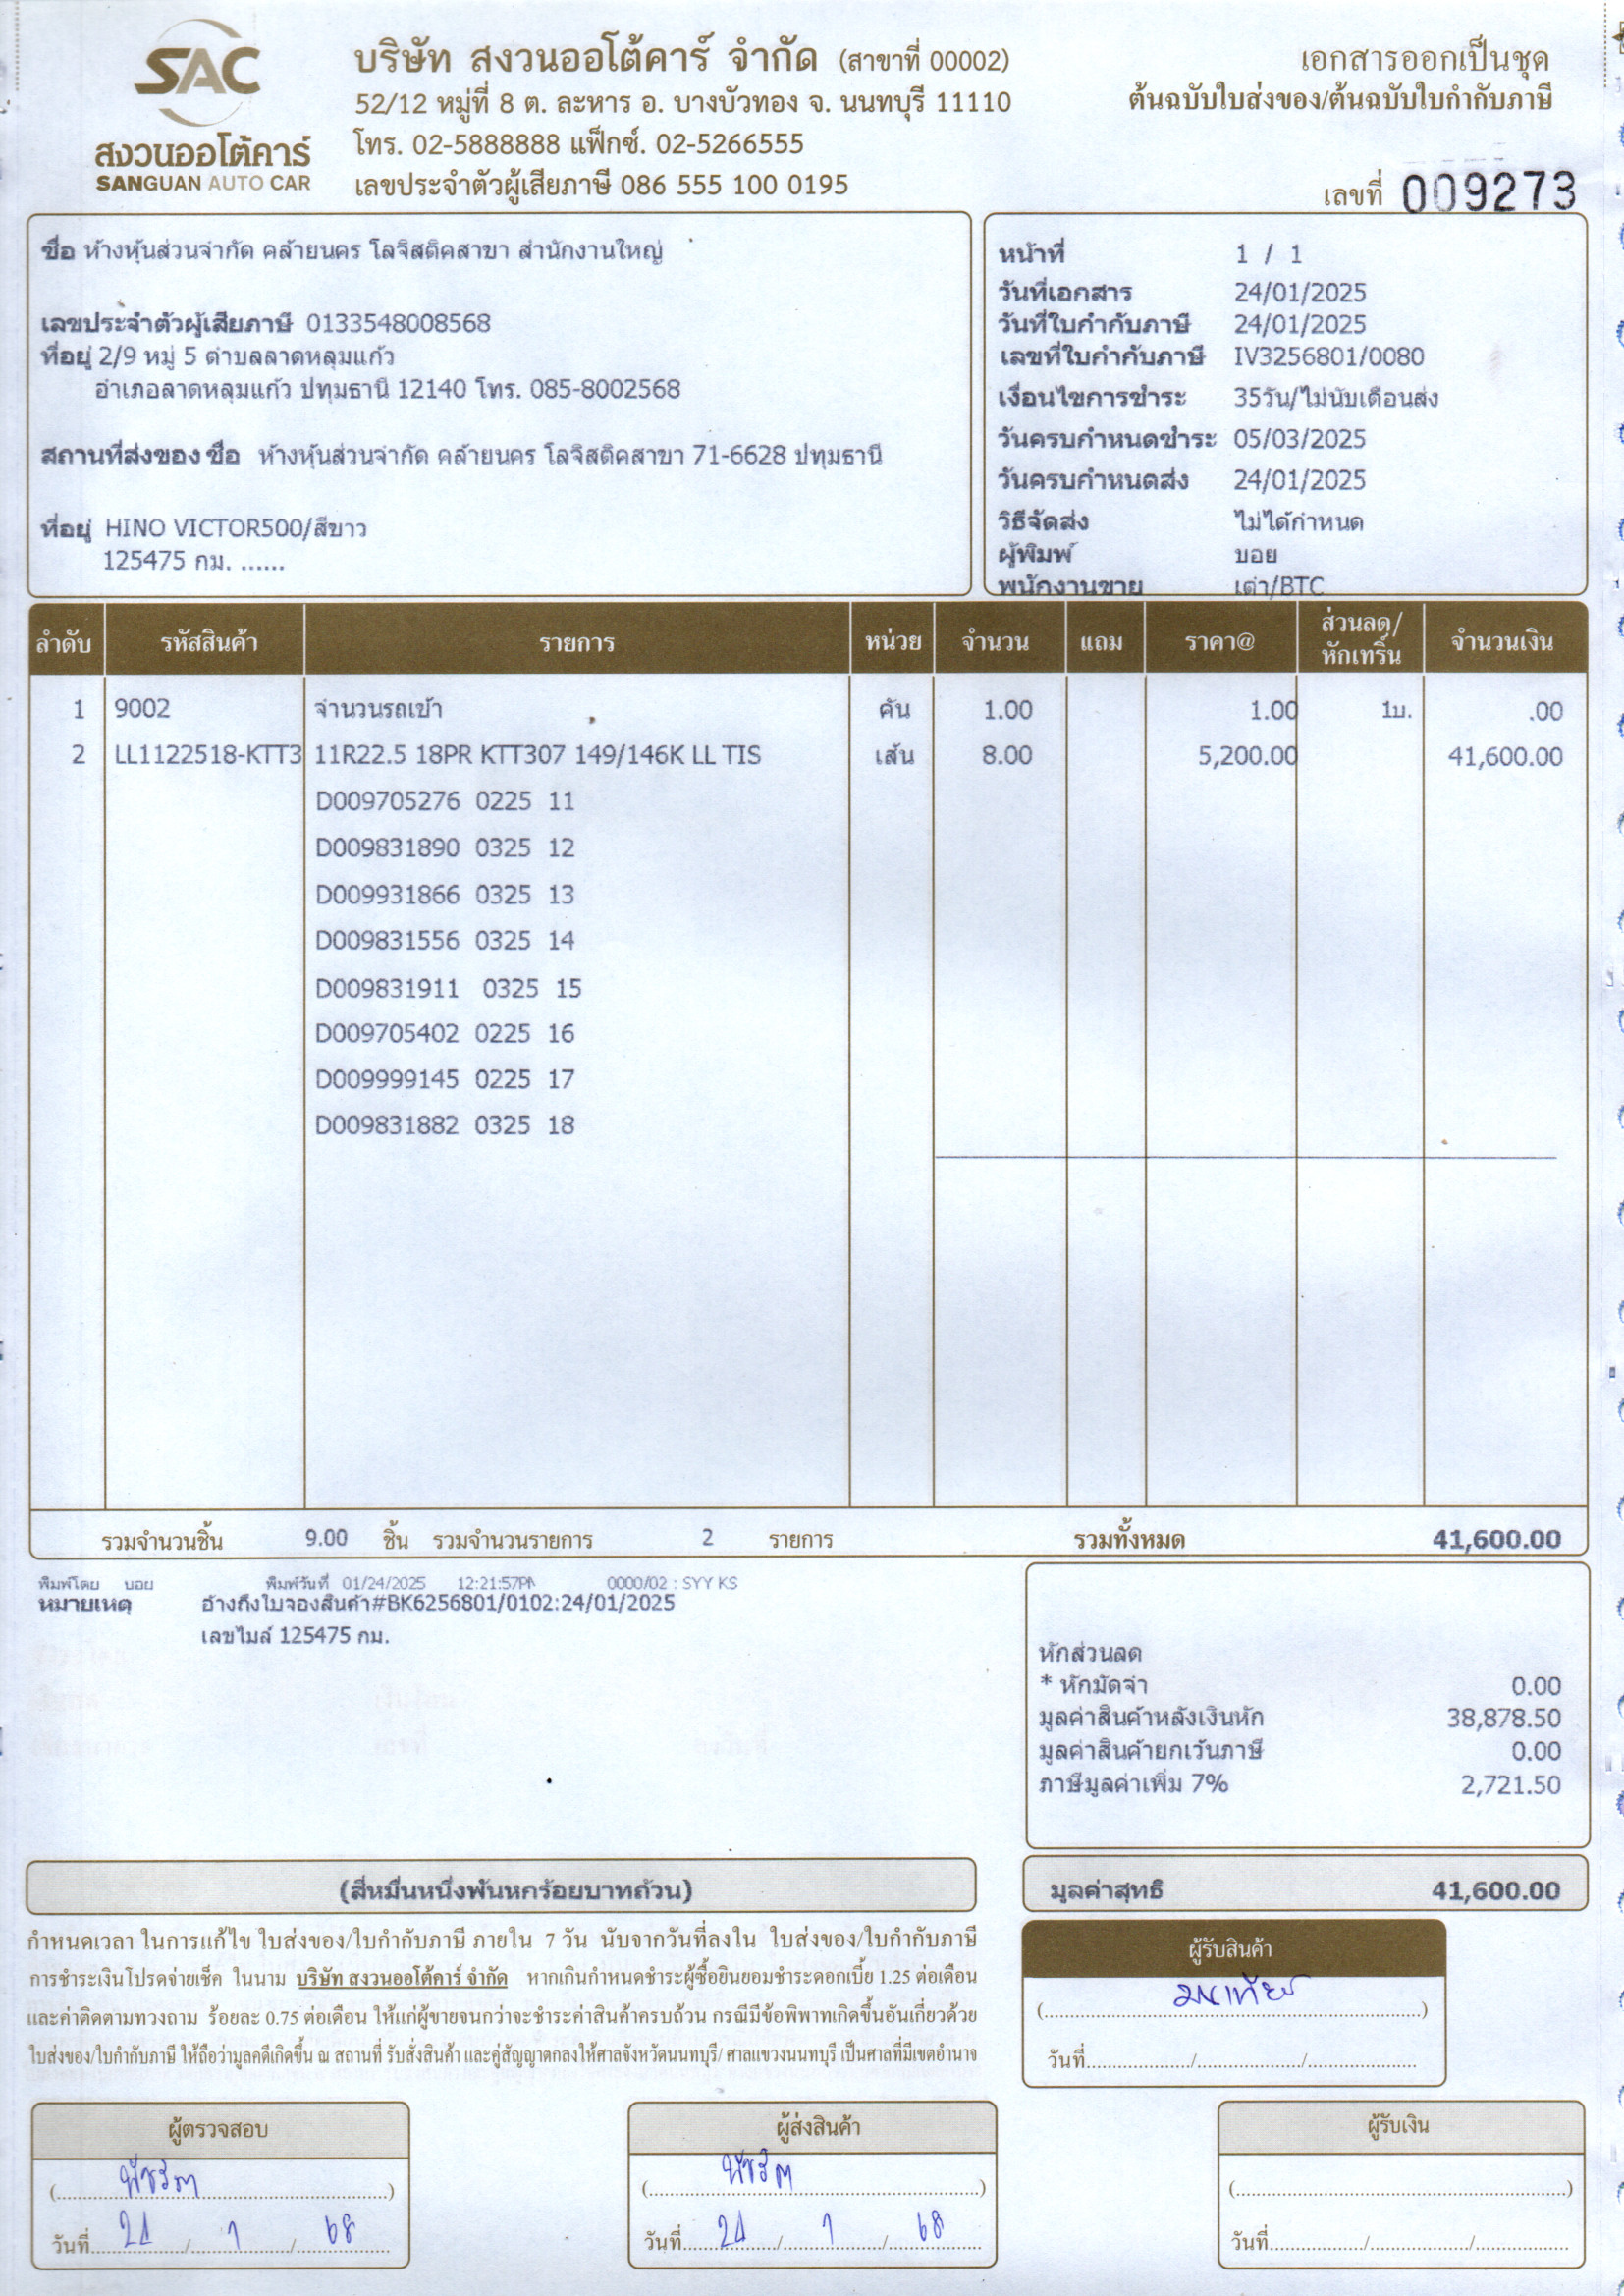 SAC
สงวนออโต้คาร์
SANGUAN AUTO CAR
บริษัท สงวนออโต้คาร์ จำกัด (สาขาที่ 00002)
52/12 หมู่ที่ 8 ต. ละหาร อ. บางบัวทอง จ. นนทบุรี 11110
โทร. 02-5888888 แฟ็กซ์. 02-5266555
เลขประจำตัวผู้เสียภาษี 086 555 100 0195
เอกสารออกเป็นชุด
ต้นฉบับใบส่งของ/ต้นฉบับใบกำกับภาษี
เลขที่ 009273
ชื่อ ห้างหุ้นส่วนจำกัด คล้ายนคร โลจิสติคสาขา สำนักงานใหญ่
เลขประจำตัวผู้เสียภาษี 0133548008568
ที่อยู่ 2/9 หมู่ 5 ตำบลลาดหลุมแก้ว
อำเภอลาดหลุมแก้ว ปทุมธานี 12140 โทร. 085-8002568
สถานที่ส่งของ ชื่อ ห้างหุ้นส่วนจำกัด คล้ายนคร โลจิสติคสาขา 71-6628 ปทุมธานี
ที่อยู่ HINO VICTOR500/สีขาว
125475 กม. ......
หน้าที่ 1 / 1
วันที่เอกสาร 24/01/2025
วันที่ใบกำกับภาษี 24/01/2025
เลขที่ใบกำกับภาษี IV3256801/0080
เงื่อนไขการชำระ 35วัน/ไม่นับเดือนส่ง
วันครบกำหนดชำระ 05/03/2025
วันครบกำหนดส่ง 24/01/2025
วิธีจัดส่ง ไม่ได้กำหนด
ผู้พิมพ์ บอย
พนักงานขาย เต่า/BTC
ลำดับ รหัสสินค้า รายการ หน่วย จำนวน แถม ราคา@ ส่วนลด/หักเทริ์น จำนวนเงิน
1 9002 จำนวนรถเข้า คัน 1.00 1.00 1บ. .00
2 LL1122518-KTT3 11R22.5 18PR KTT307 149/146K LL TIS เส้น 8.00 5,200.00 41,600.00
D009705276 0225 11
D009831890 0325 12
D009931866 0325 13
D009831556 0325 14
D009831911 0325 15
D009705402 0225 16
D009999145 0225 17
D009831882 0325 18
รวมจำนวนชิ้น 9.00 ชิ้น รวมจำนวนรายการ 2 รายการ รวมทั้งหมด 41,600.00
พิมพ์โดย บอย พิมพ์วันที่ 01/24/2025 12:21:57PM 0000/02 : SYY KS
หมายเหตุ อ้างถึงใบจองสินค้า#BK6256801/0102:24/01/2025
เลขไมล์ 125475 กม.
หักส่วนลด
* หักมัดจำ 0.00
มูลค่าสินค้าหลังเงินหัก 38,878.50
มูลค่าสินค้ายกเว้นภาษี 0.00
ภาษีมูลค่าเพิ่ม 7% 2,721.50
(สี่หมื่นหนึ่งพันหกร้อยบาทถ้วน)
มูลค่าสุทธิ 41,600.00
กำหนดเวลา ในการแก้ไข ใบส่งของ/ใบกำกับภาษี ภายใน 7 วัน นับจากวันที่ลงใน ใบส่งของ/ใบกำกับภาษี
การชำระเงินโปรดจ่ายเช็ค ในนาม บริษัท สงวนออโต้คาร์ จำกัด หากเกินกำหนดชำระผู้ซื้อยินยอมชำระดอกเบี้ย 1.25 ต่อเดือน
และค่าติดตามทวงถาม ร้อยละ 0.75 ต่อเดือน ให้แก่ผู้ขายจนกว่าจะชำระค่าสินค้าครบถ้วน กรณีมีข้อพิพาทเกิดขึ้นอันเกี่ยวด้วย
ใบส่งของ/ใบกำกับภาษี ให้ถือว่ามูลคดีเกิดขึ้น ณ สถานที่ รับสั่งสินค้า และคู่สัญญาตกลงให้ศาลจังหวัดนนทบุรี/ ศาลแขวงนนทบุรี เป็นศาลที่มีเขตอำนาจ
ผู้รับสินค้า
วันที่
ผู้ตรวจสอบ
วันที่ 24 / 1 / 68
ผู้ส่งสินค้า
วันที่ 24 / 1 / 68
ผู้รับเงิน
วันที่